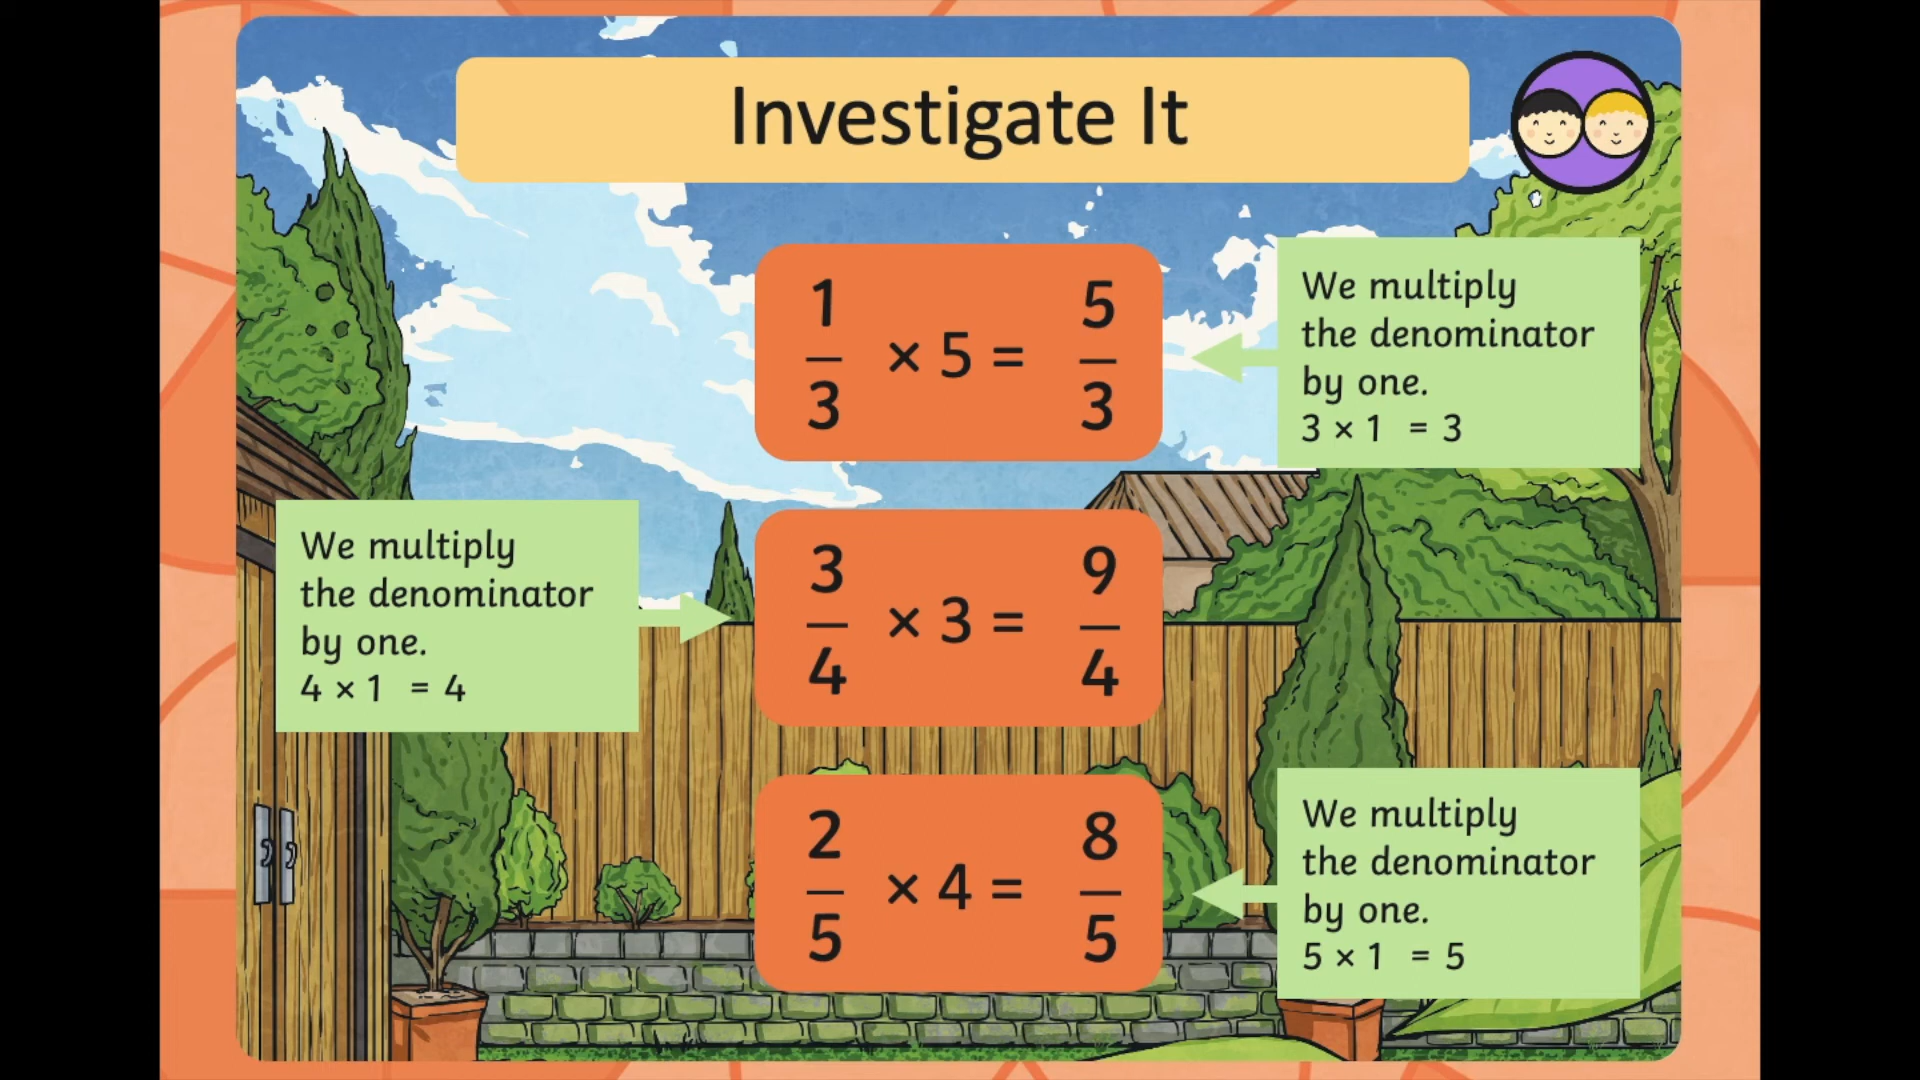 Investigate It
1/3 × 5 = 5/3
We multiply
the denominator
by one.
3 × 1 = 3
We multiply
the denominator
by one.
4 × 1 = 4
3/4 × 3 = 9/4
2/5 × 4 = 8/5
We multiply
the denominator
by one.
5 × 1 = 5